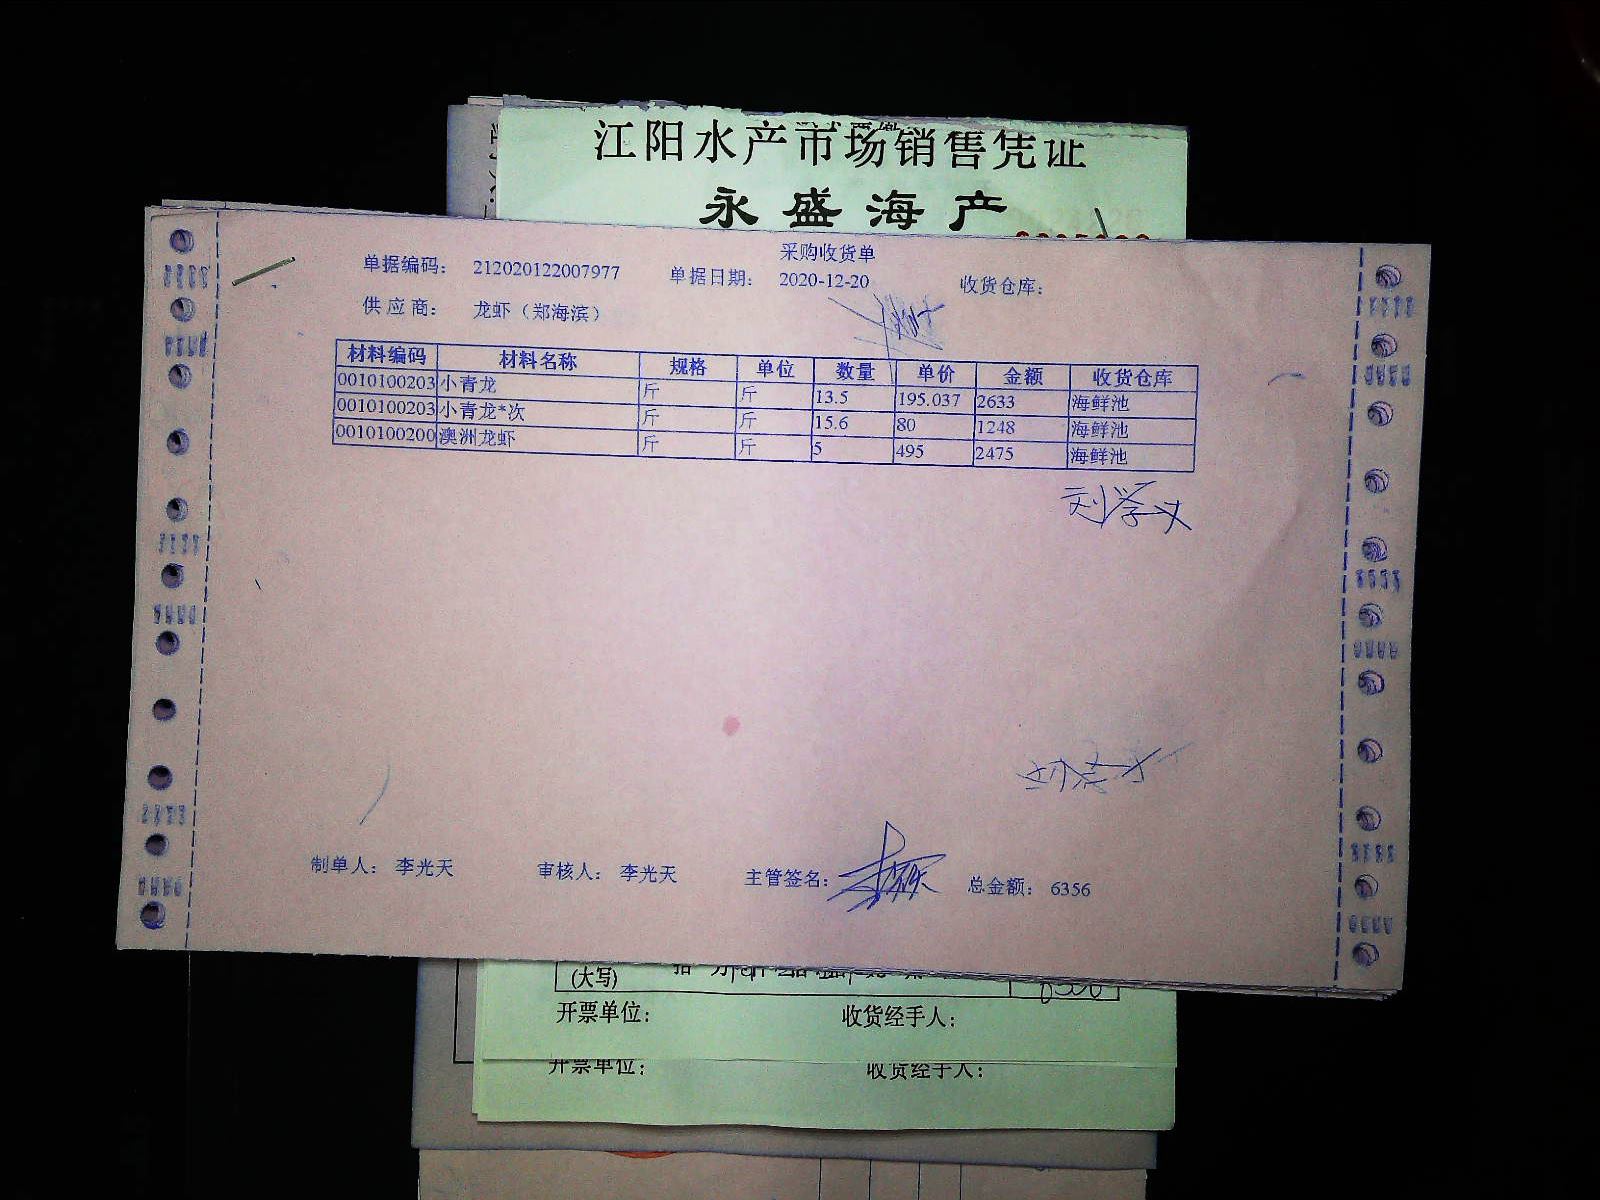 江阳水产市场销售凭证
永盛海产
采购收货单
单据编码： 212020122007977 单据日期： 2020-12-20 收货仓库：
供应商： 龙虾（郑海滨）
材料编码 材料名称 规格 单位 数量 单价 金额 收货仓库
0010100203 小青龙 斤 斤 13.5 195.037 2633 海鲜池
0010100203 小青龙*次 斤 斤 15.6 80 1248 海鲜池
0010100200 澳洲龙虾 斤 斤 5 495 2475 海鲜池
刘学义
制单人： 李光天 审核人： 李光天 主管签名： 总金额： 6356
(大写)
开票单位： 收货经手人：
开票单位： 收货经手人：